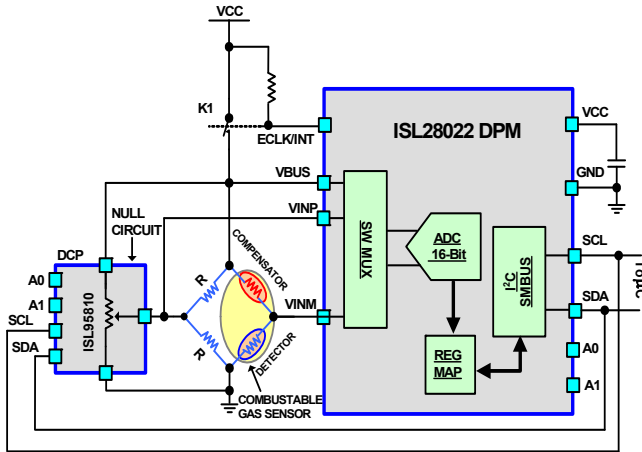 VCC
K1
ECLK/INT
ISL28022 DPM
VCC
GND
VBUS
VINP
VINM
SW MUX
ADC
16-Bit
I2C
SMBUS
REG
MAP
SCL
SDA
A0
A1
NULL
CIRCUIT
DCP
A0
A1
SCL
SDA
ISL95810
R
R
COMPENSATOR
DETECTOR
COMBUSTABLE
GAS SENSOR